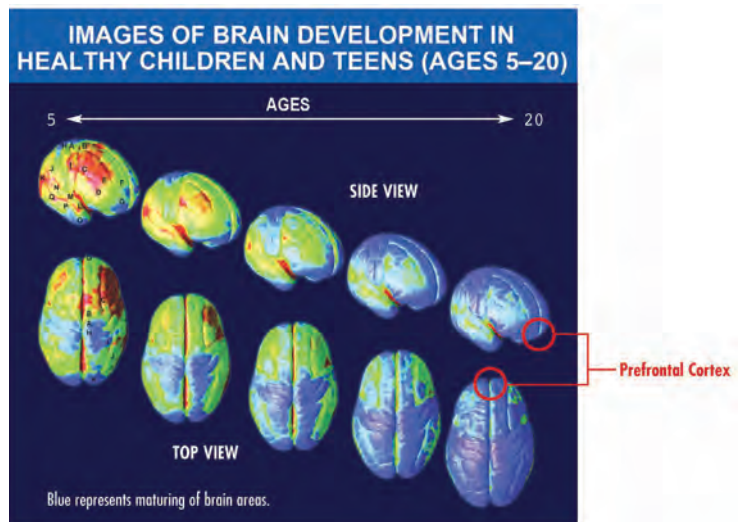 IMAGES OF BRAIN DEVELOPMENT IN
HEALTHY CHILDREN AND TEENS (AGES 5–20)
AGES
5
20
SIDE VIEW
Prefrontal Cortex
TOP VIEW
Blue represents maturing of brain areas.